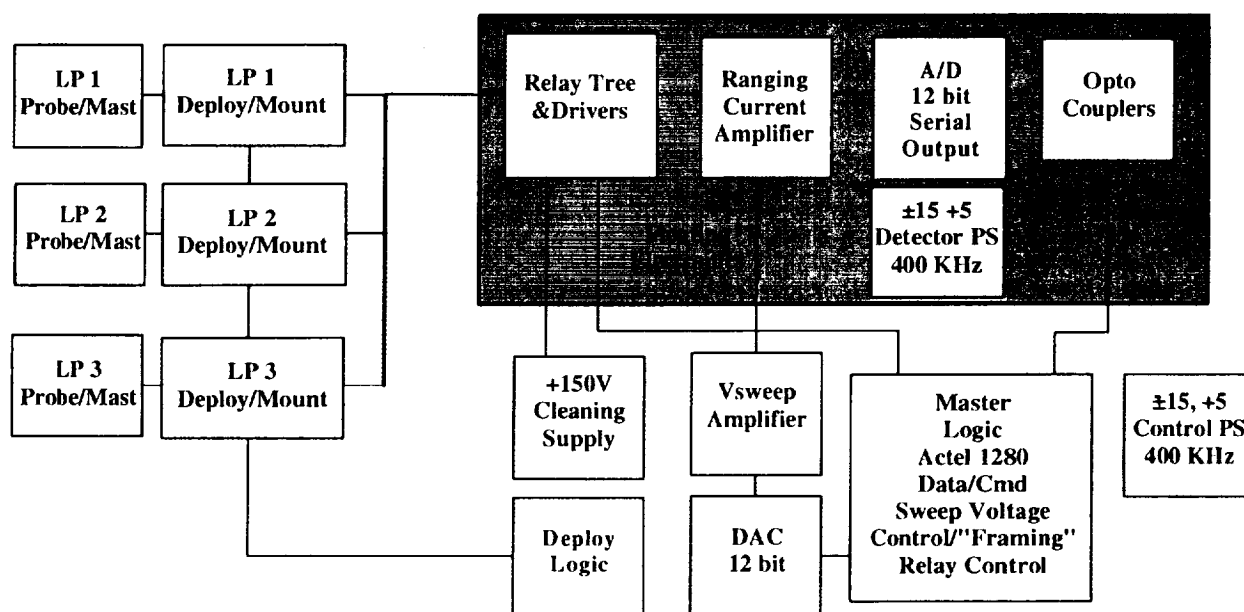 LP 1
Probe/Mast
LP 1
Deploy/Mount
LP 2
Probe/Mast
LP 2
Deploy/Mount
LP 3
Probe/Mast
LP 3
Deploy/Mount
Relay Tree
&Drivers
Ranging
Current
Amplifier
A/D
12 bit
Serial
Output
Opto
Couplers
±15 +5
Detector PS
400 KHz
+150V
Cleaning
Supply
Vsweep
Amplifier
Master
Logic
Actel 1280
Data/Cmd
Sweep Voltage
Control/"Framing"
Relay Control
±15, +5
Control PS
400 KHz
Deploy
Logic
DAC
12 bit